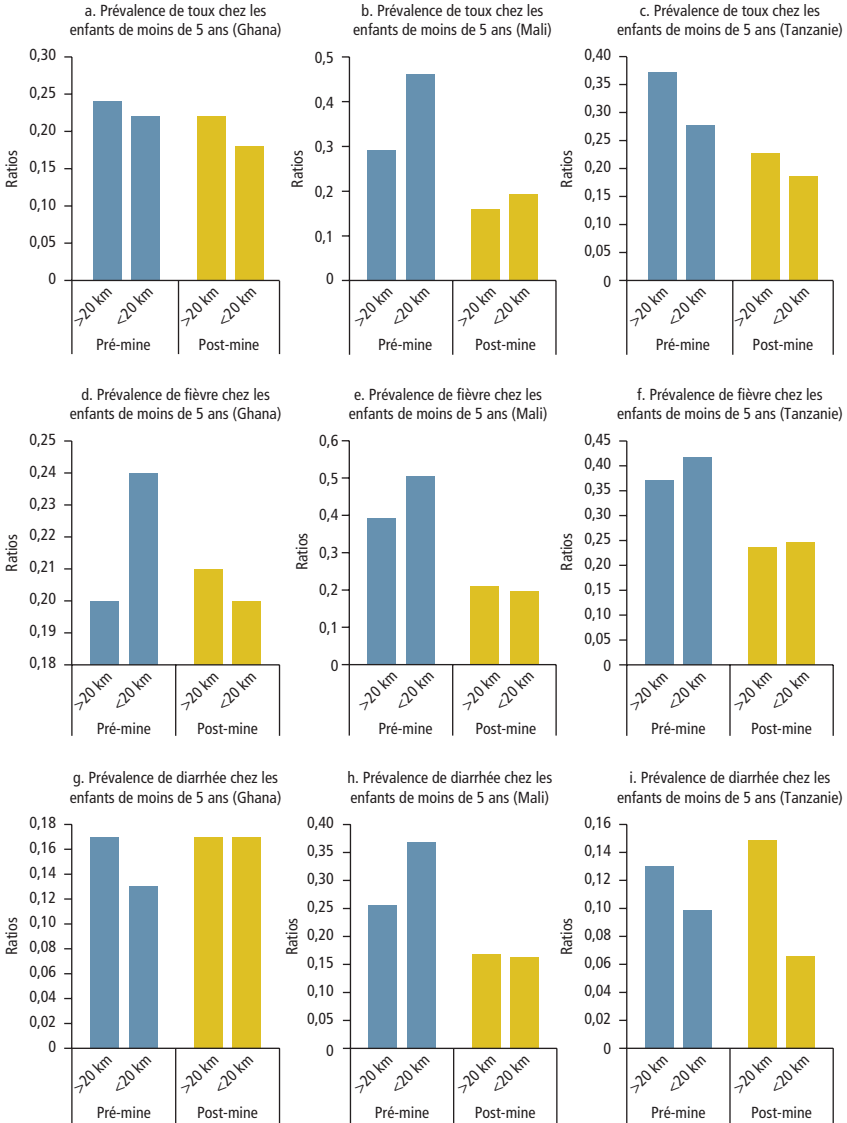 a. Prévalence de toux chez les
enfants de moins de 5 ans (Ghana)
0,30
0,25
0,20
0,15
0,10
0,05
0
Ratios
>20 km
<20 km
>20 km
<20 km
Pré-mine
Post-mine
b. Prévalence de toux chez les
enfants de moins de 5 ans (Mali)
0,5
0,4
0,3
0,2
0,1
0
Ratios
>20 km
<20 km
>20 km
<20 km
Pré-mine
Post-mine
c. Prévalence de toux chez les
enfants de moins de 5 ans (Tanzanie)
0,40
0,35
0,30
0,25
0,20
0,15
0,10
0,05
0
Ratios
>20 km
<20 km
>20 km
<20 km
Pré-mine
Post-mine
d. Prévalence de fièvre chez les
enfants de moins de 5 ans (Ghana)
0,25
0,24
0,23
0,22
0,21
0,20
0,19
0,18
Ratios
>20 km
<20 km
>20 km
<20 km
Pré-mine
Post-mine
e. Prévalence de fièvre chez les
enfants de moins de 5 ans (Mali)
0,6
0,5
0,4
0,3
0,2
0,1
0
Ratios
>20 km
<20 km
>20 km
<20 km
Pré-mine
Post-mine
f. Prévalence de fièvre chez les
enfants de moins de 5 ans (Tanzanie)
0,45
0,40
0,35
0,30
0,25
0,20
0,15
0,10
0,05
0
Ratios
>20 km
<20 km
>20 km
<20 km
Pré-mine
Post-mine
g. Prévalence de diarrhée chez les
enfants de moins de 5 ans (Ghana)
0,18
0,16
0,14
0,12
0,10
0,08
0,06
0,04
0,02
0
Ratios
>20 km
<20 km
>20 km
<20 km
Pré-mine
Post-mine
h. Prévalence de diarrhée chez les
enfants de moins de 5 ans (Mali)
0,40
0,35
0,30
0,25
0,20
0,15
0,10
0,05
0
Ratios
>20 km
<20 km
>20 km
<20 km
Pré-mine
Post-mine
i. Prévalence de diarrhée chez les
enfants de moins de 5 ans (Tanzanie)
0,16
0,14
0,12
0,10
0,08
0,06
0,04
0,02
0
Ratios
>20 km
<20 km
>20 km
<20 km
Pré-mine
Post-mine